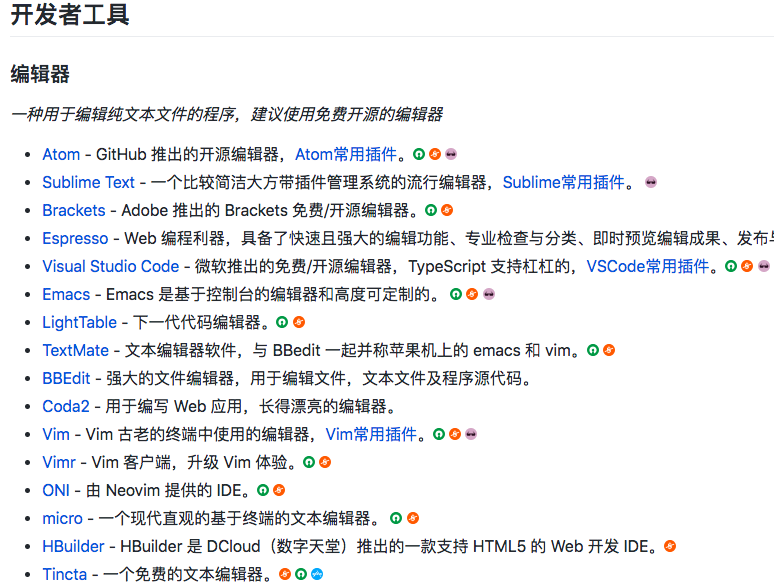 开发者工具
编辑器
一种用于编辑纯文本文件的程序，建议使用免费开源的编辑器
Atom - GitHub 推出的开源编辑器，Atom常用插件。
Sublime Text - 一个比较简洁大方带插件管理系统的流行编辑器，Sublime常用插件。
Brackets - Adobe 推出的 Brackets 免费/开源编辑器。
Espresso - Web 编程利器，具备了快速且强大的编辑功能、专业检查与分类、即时预览编辑成果、发布与
Visual Studio Code - 微软推出的免费/开源编辑器，TypeScript 支持杠杠的，VSCode常用插件。
Emacs - Emacs 是基于控制台的编辑器和高度可定制的。
LightTable - 下一代代码编辑器。
TextMate - 文本编辑器软件，与 BBedit 一起并称苹果机上的 emacs 和 vim。
BBEdit - 强大的文件编辑器，用于编辑文件，文本文件及程序源代码。
Coda2 - 用于编写 Web 应用，长得漂亮的编辑器。
Vim - Vim 古老的终端中使用的编辑器，Vim常用插件。
Vimr - Vim 客户端，升级 Vim 体验。
ONI - 由 Neovim 提供的 IDE。
micro - 一个现代直观的基于终端的文本编辑器。
HBuilder - HBuilder 是 DCloud（数字天堂）推出的一款支持 HTML5 的 Web 开发 IDE。
Tincta - 一个免费的文本编辑器。